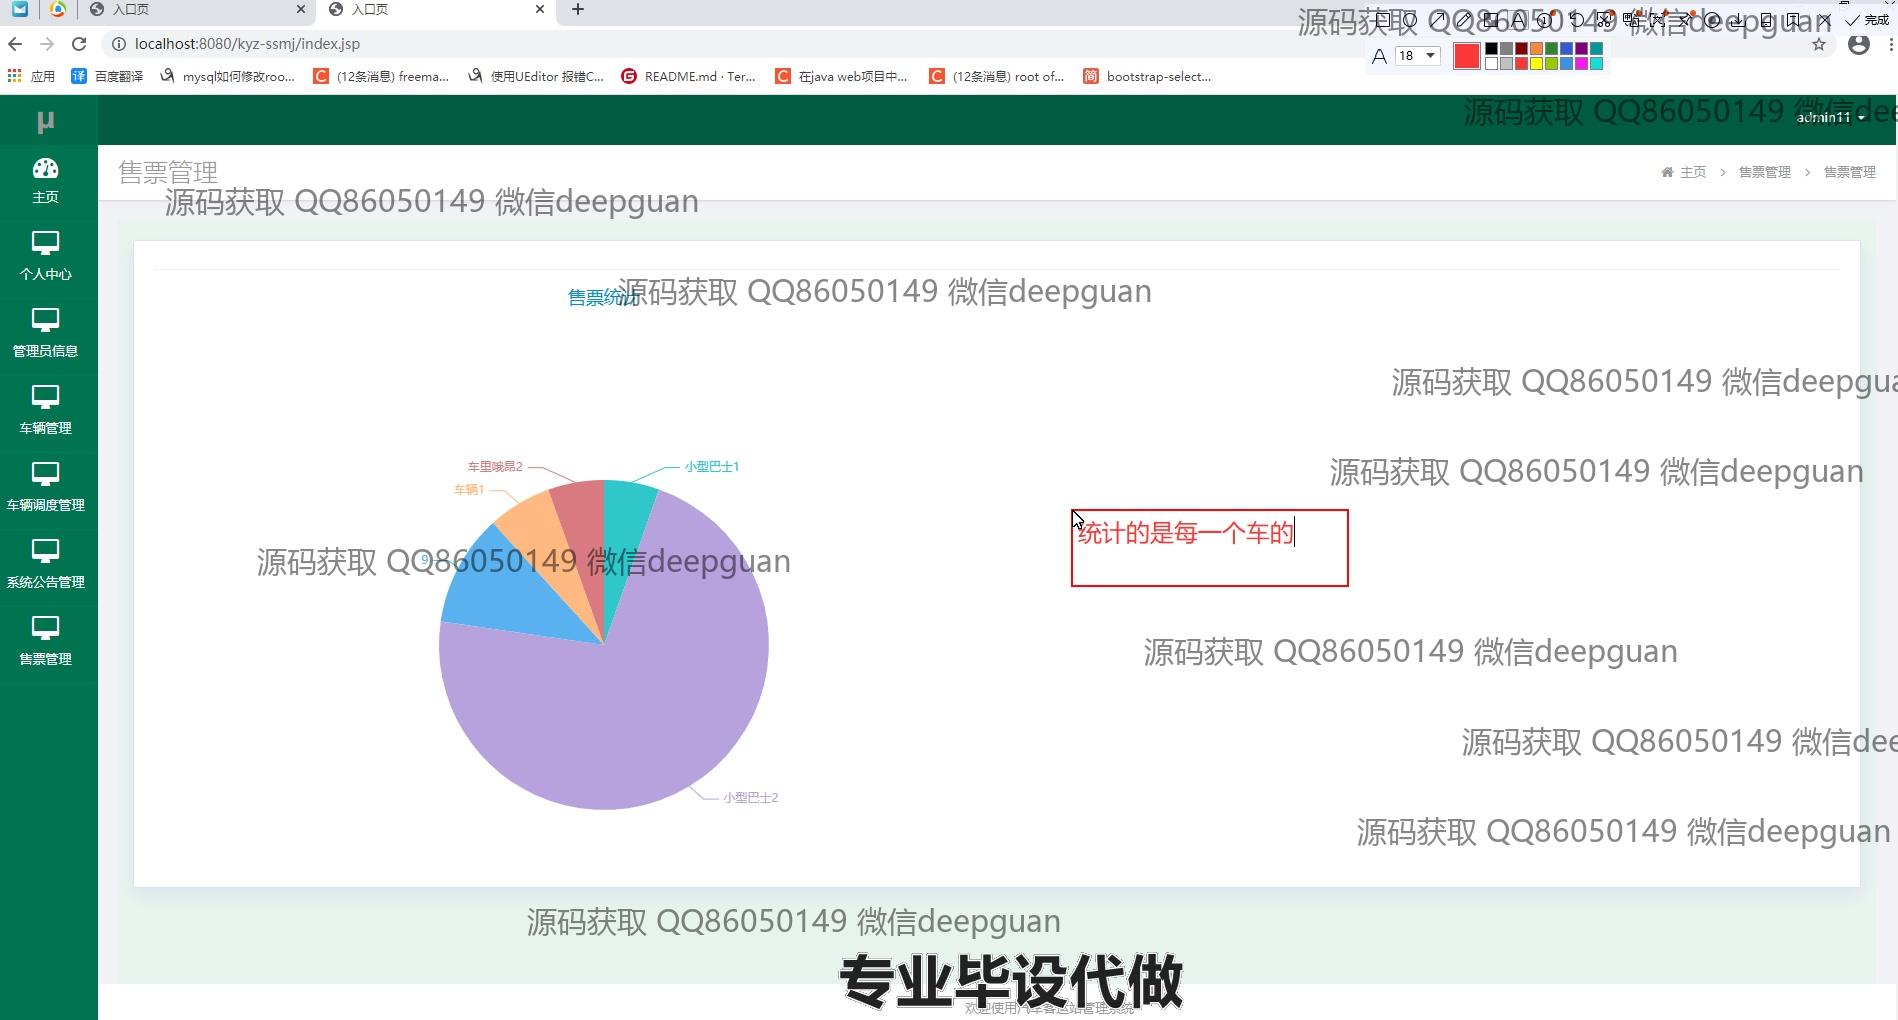 入口页
入口页
localhost:8080/kyz-ssmj/index.jsp
18
完成
应用
百度翻译
mysql如何修改roo...
(12条消息) freema...
使用UEditor 报错C...
README.md · Ter...
在java web项目中...
(12条消息) root of...
bootstrap-select...
源码获取 QQ86050149 微信deepguan
μ
admin11
源码获取 QQ86050149 微信dee
售票管理
主页 > 售票管理 > 售票管理
源码获取 QQ86050149 微信deepguan
主页
个人中心
管理员信息
车辆管理
车辆调度管理
系统公告管理
售票管理
售票统计
源码获取 QQ86050149 微信deepguan
源码获取 QQ86050149 微信deepgua
车里哦昂2
小型巴士1
车辆1
源码获取 QQ86050149 微信deepguan
统计的是每一个车的
9
源码获取 QQ86050149 微信deepguan
源码获取 QQ86050149 微信deepguan
源码获取 QQ86050149 微信dee
小型巴士2
源码获取 QQ86050149 微信deepguan
源码获取 QQ86050149 微信deepguan
专业毕设代做
欢迎使用汽车客运站管理系统